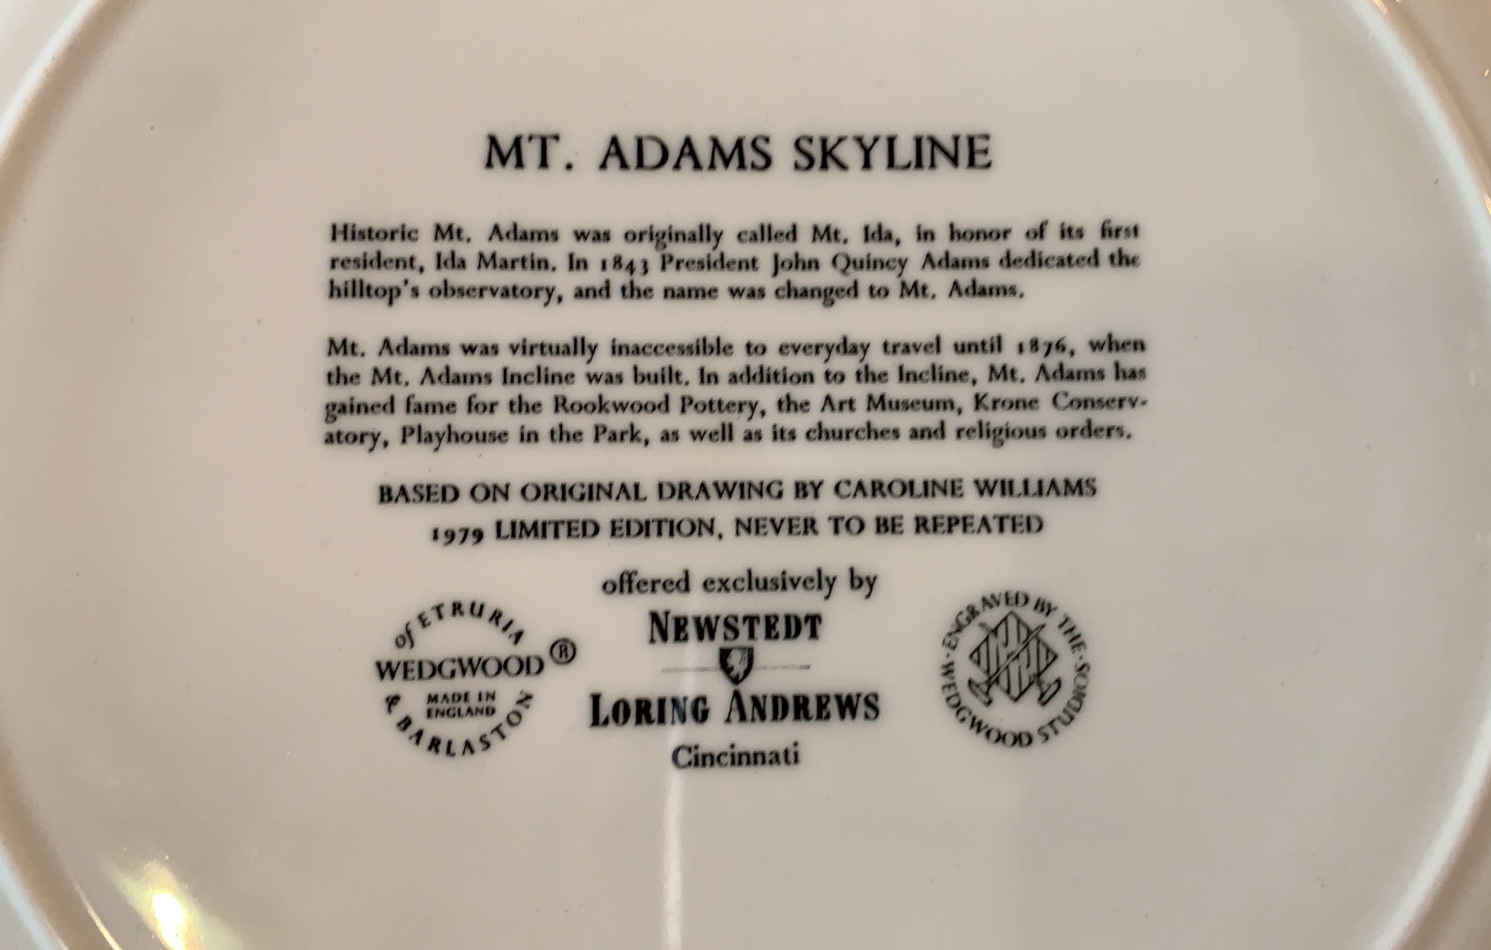 MT. ADAMS SKYLINE
Historic Mt. Adams was originally called Mt. Ida, in honor of its first
resident, Ida Martin. In 1843 President John Quincy Adams dedicated the
hilltop's observatory, and the name was changed to Mt. Adams.
Mt. Adams was virtually inaccessible to everyday travel until 1876, when
the Mt. Adams Incline was built. In addition to the Incline, Mt. Adams has
gained fame for the Rookwood Pottery, the Art Museum, Krone Conserv-
atory, Playhouse in the Park, as well as its churches and religious orders.
BASED ON ORIGINAL DRAWING BY CAROLINE WILLIAMS
1979 LIMITED EDITION, NEVER TO BE REPEATED
offered exclusively by
NEWSTEDT
LORING ANDREWS
Cincinnati
of ETRURIA
WEDGWOOD ®
MADE IN
ENGLAND
& BARLASTON
ENGRAVED BY THE
· WEDGWOOD STUDIOS ·